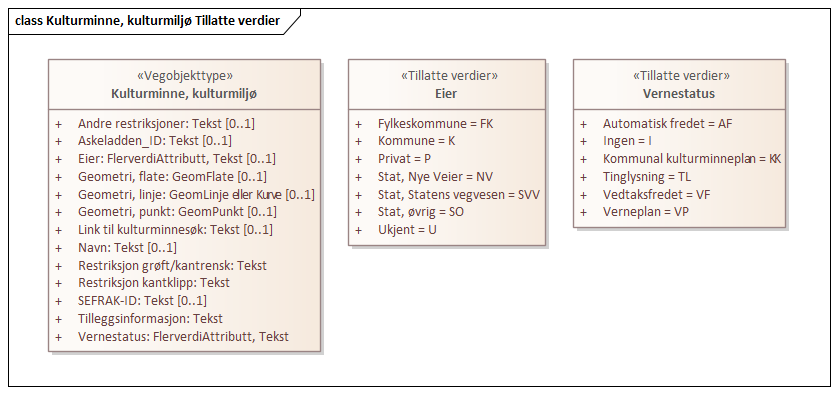 class Kulturminne, kulturmiljø Tillatte verdier
«Vegobjekttype»
Kulturminne, kulturmiljø
+ Andre restriksjoner: Tekst [0..1]
+ Askeladden_ID: Tekst [0..1]
+ Eier: FlerverdiAttributt, Tekst [0..1]
+ Geometri, flate: GeomFlate [0..1]
+ Geometri, linje: GeomLinje eller Kurve [0..1]
+ Geometri, punkt: GeomPunkt [0..1]
+ Link til kulturminnesøk: Tekst [0..1]
+ Navn: Tekst [0..1]
+ Restriksjon grøft/kantrensk: Tekst
+ Restriksjon kantklipp: Tekst
+ SEFRAK-ID: Tekst [0..1]
+ Tilleggsinformasjon: Tekst
+ Vernestatus: FlerverdiAttributt, Tekst
«Tillatte verdier»
Eier
+ Fylkeskommune = FK
+ Kommune = K
+ Privat = P
+ Stat, Nye Veier = NV
+ Stat, Statens vegvesen = SVV
+ Stat, øvrig = SO
+ Ukjent = U
«Tillatte verdier»
Vernestatus
+ Automatisk fredet = AF
+ Ingen = I
+ Kommunal kulturminneplan = KK
+ Tinglysning = TL
+ Vedtaksfredet = VF
+ Verneplan = VP